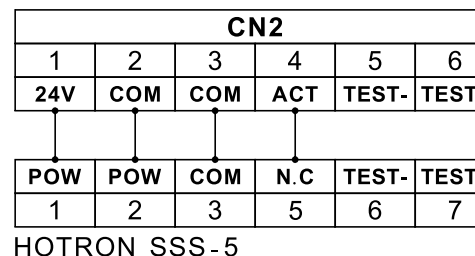 CN2
1 2 3 4 5 6
24V COM COM ACT TEST- TEST
POW POW COM N.C TEST- TEST
1 2 3 5 6 7
HOTRON SSS-5